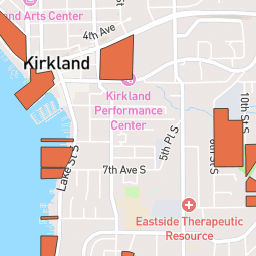 and Arts Center
4th Ave
Kirkland
Kirkland
Performance
Center
10th St S
8th St S
5th Pl S
Lake St S
7th Ave S
Eastside Therapeutic
Resource